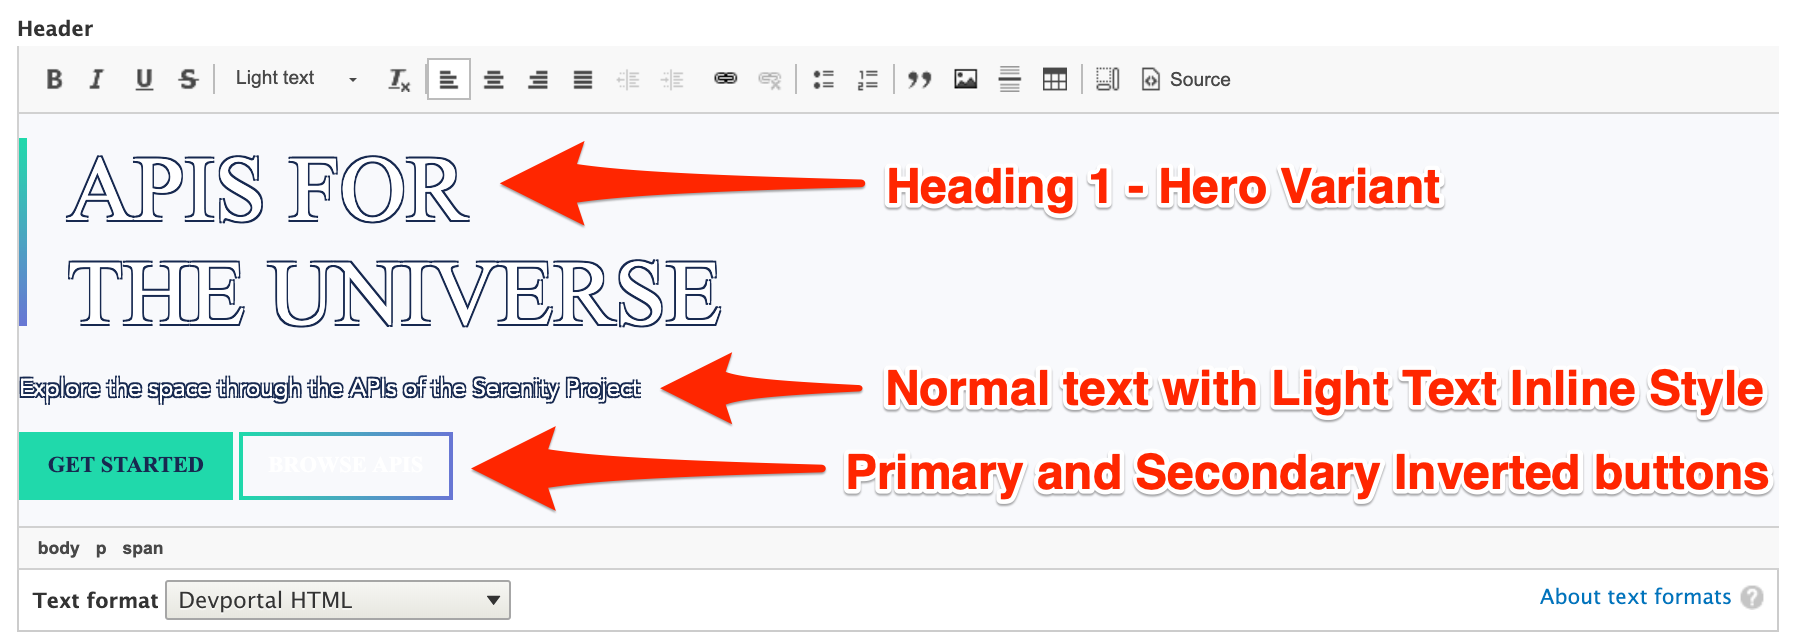 Header
B I U S Light text Tx Source
APIS FOR
Heading 1 - Hero Variant
THE UNIVERSE
Explore the space through the APIs of the Serenity Project
Normal text with Light Text Inline Style
GET STARTED BROWSE APIS
Primary and Secondary Inverted buttons
body p span
Text format Devportal HTML
About text formats ?